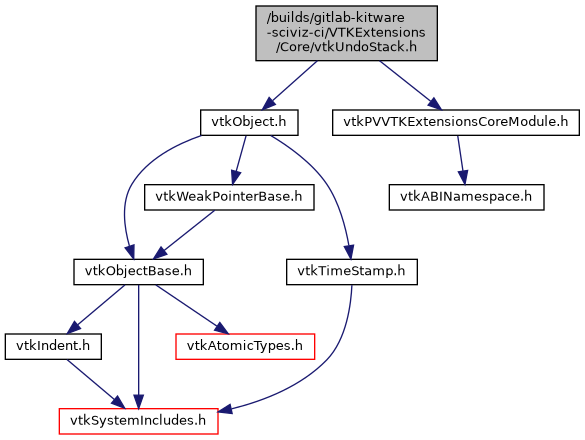 /builds/gitlab-kitware
-sciviz-ci/VTKExtensions
/Core/vtkUndoStack.h
vtkObject.h
vtkPVVTKExtensionsCoreModule.h
vtkWeakPointerBase.h
vtkABINamespace.h
vtkObjectBase.h
vtkTimeStamp.h
vtkIndent.h
vtkAtomicTypes.h
vtkSystemIncludes.h